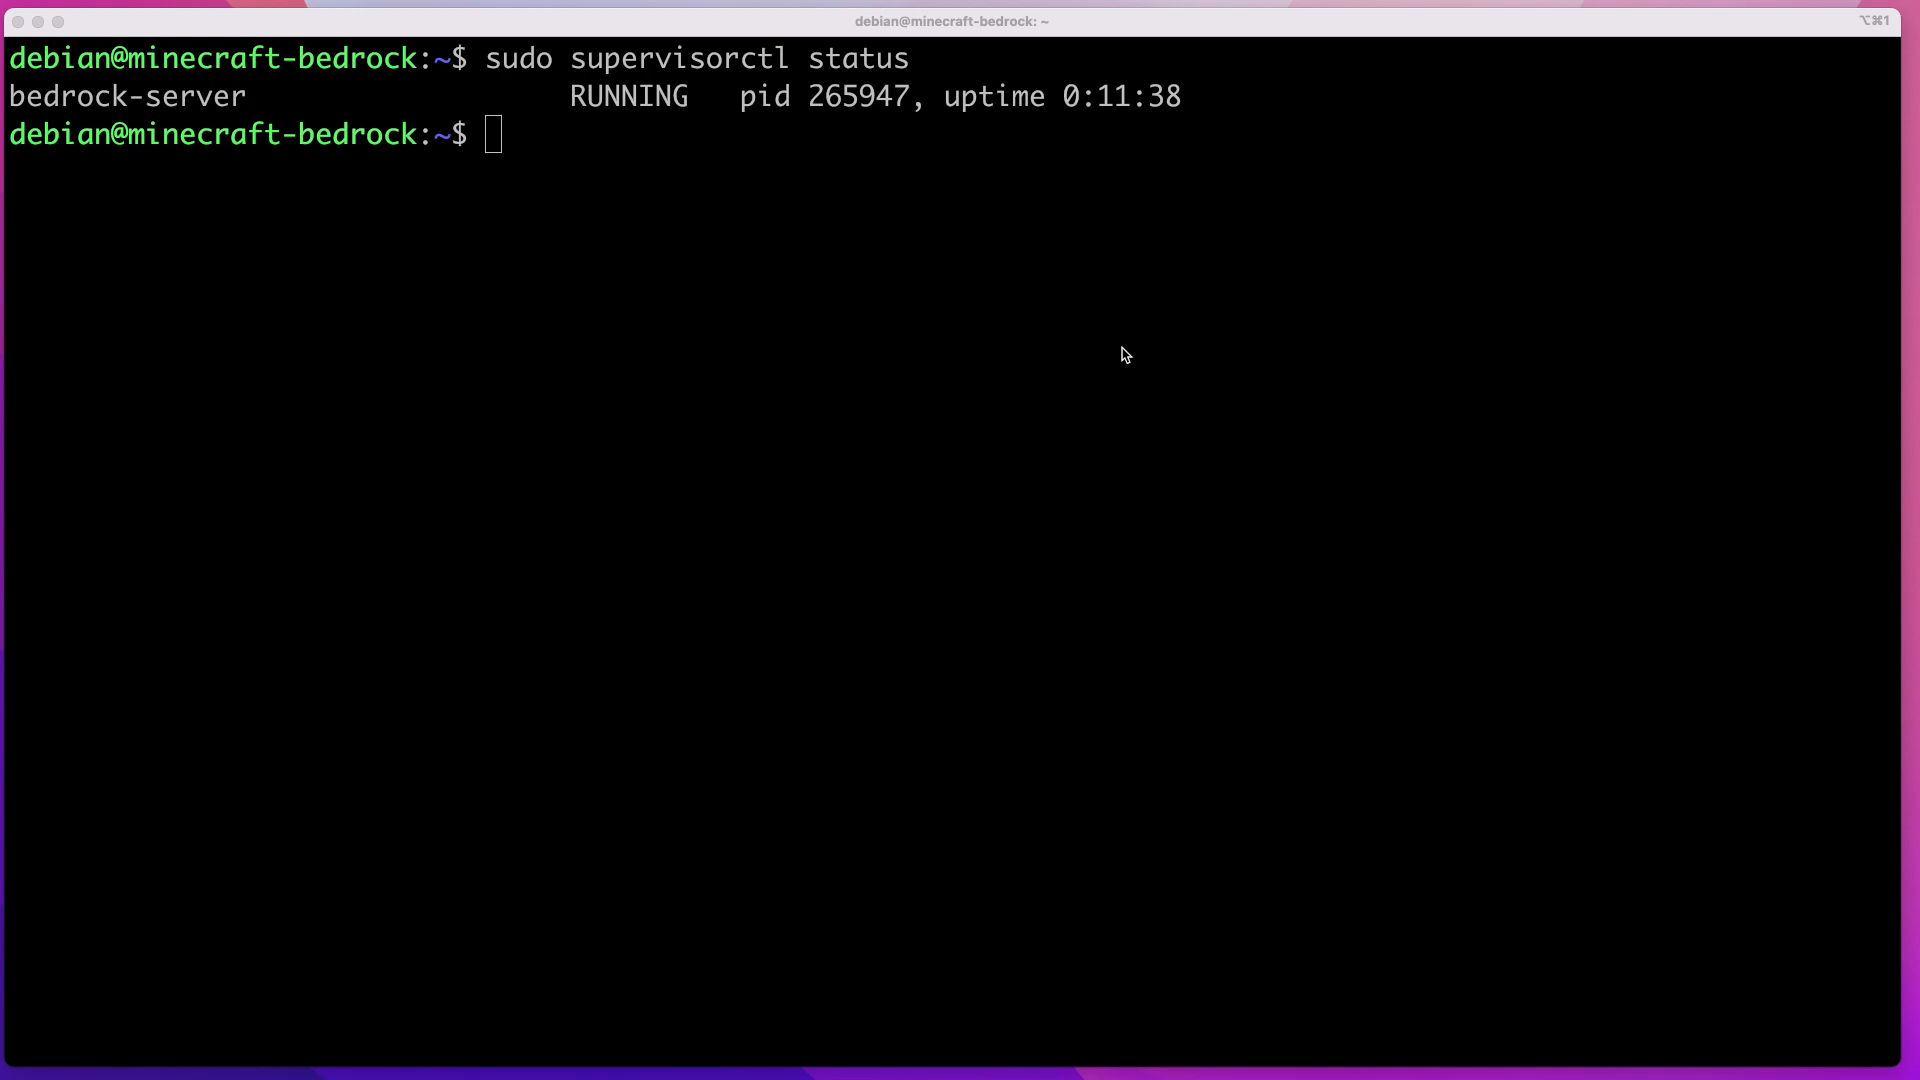 debian@minecraft-bedrock: ~
⌥⌘1
debian@minecraft-bedrock:~$ sudo supervisorctl status
bedrock-server                   RUNNING   pid 265947, uptime 0:11:38
debian@minecraft-bedrock:~$